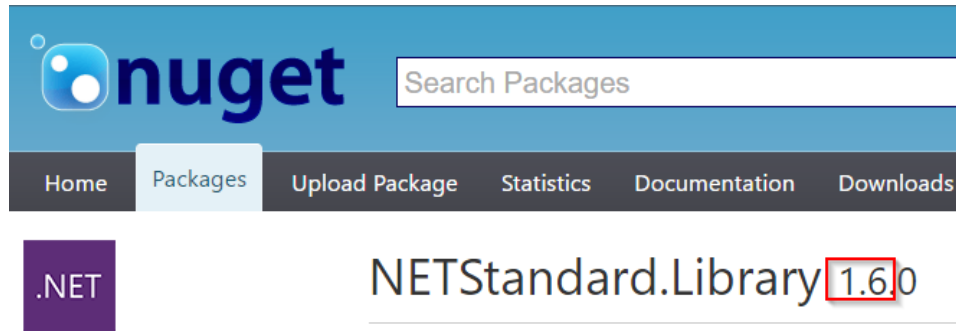 nuget
Search Packages
Home Packages Upload Package Statistics Documentation Downloads
.NET
NETStandard.Library 1.6.0